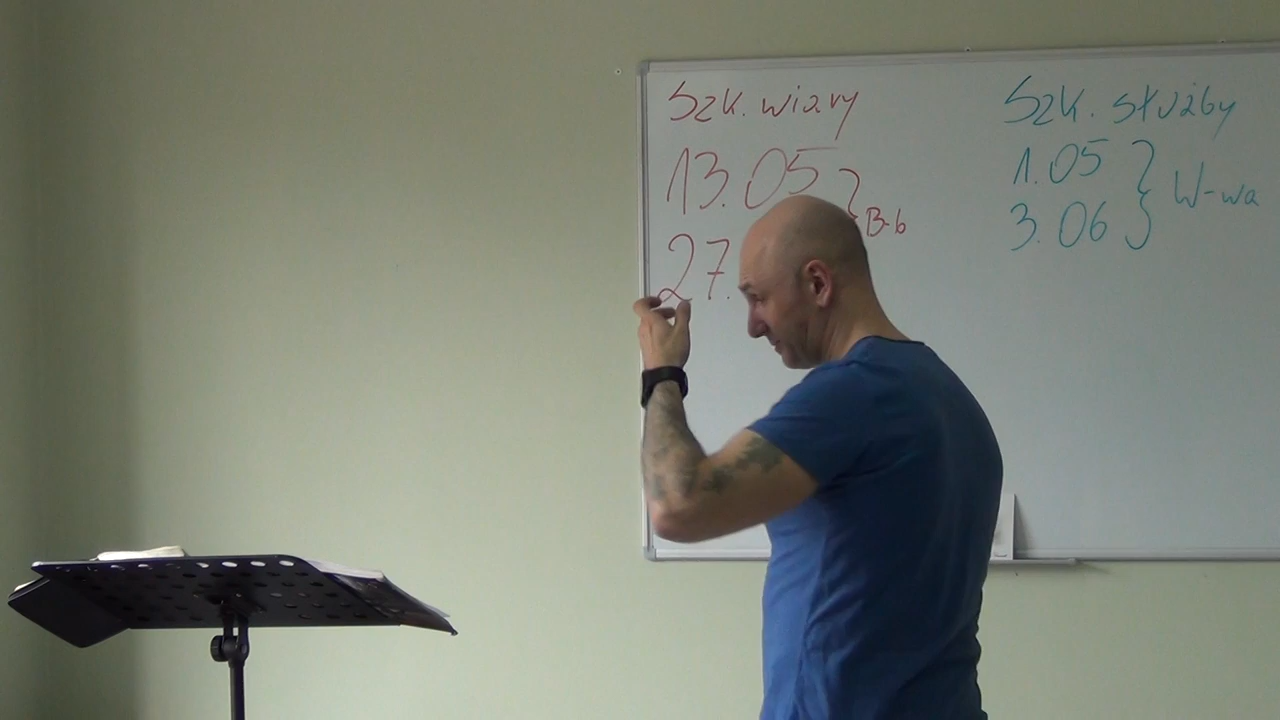 Szk. wiary
13.05
27.
B-b
Szk. służby
1.05
3.06
W-wa